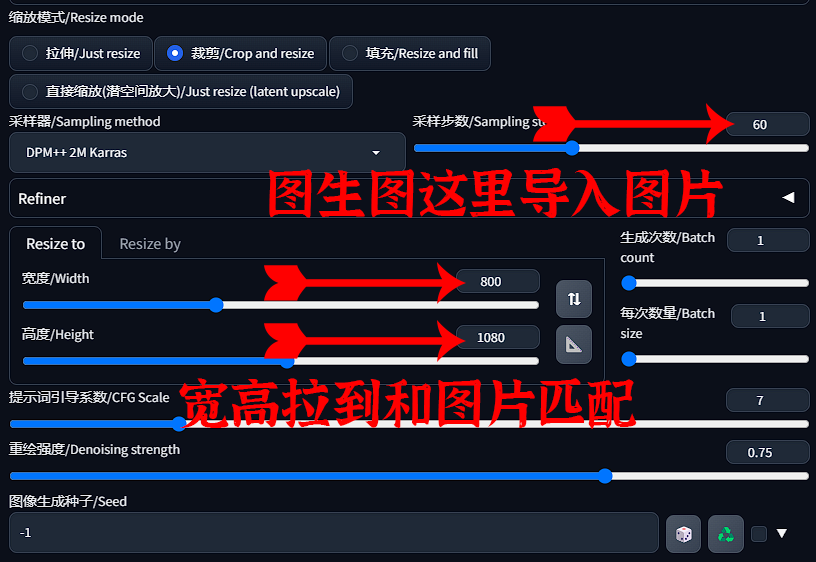 缩放模式/Resize mode
拉伸/Just resize
裁剪/Crop and resize
填充/Resize and fill
直接缩放(潜空间放大)/Just resize (latent upscale)
采样器/Sampling method
采样步数/Sampling st
60
DPM++ 2M Karras
图生图这里导入图片
Refiner
Resize to
Resize by
生成次数/Batch count
1
宽度/Width
800
每次数量/Batch size
1
高度/Height
1080
宽高拉到和图片匹配
提示词引导系数/CFG Scale
7
重绘强度/Denoising strength
0.75
图像生成种子/Seed
-1